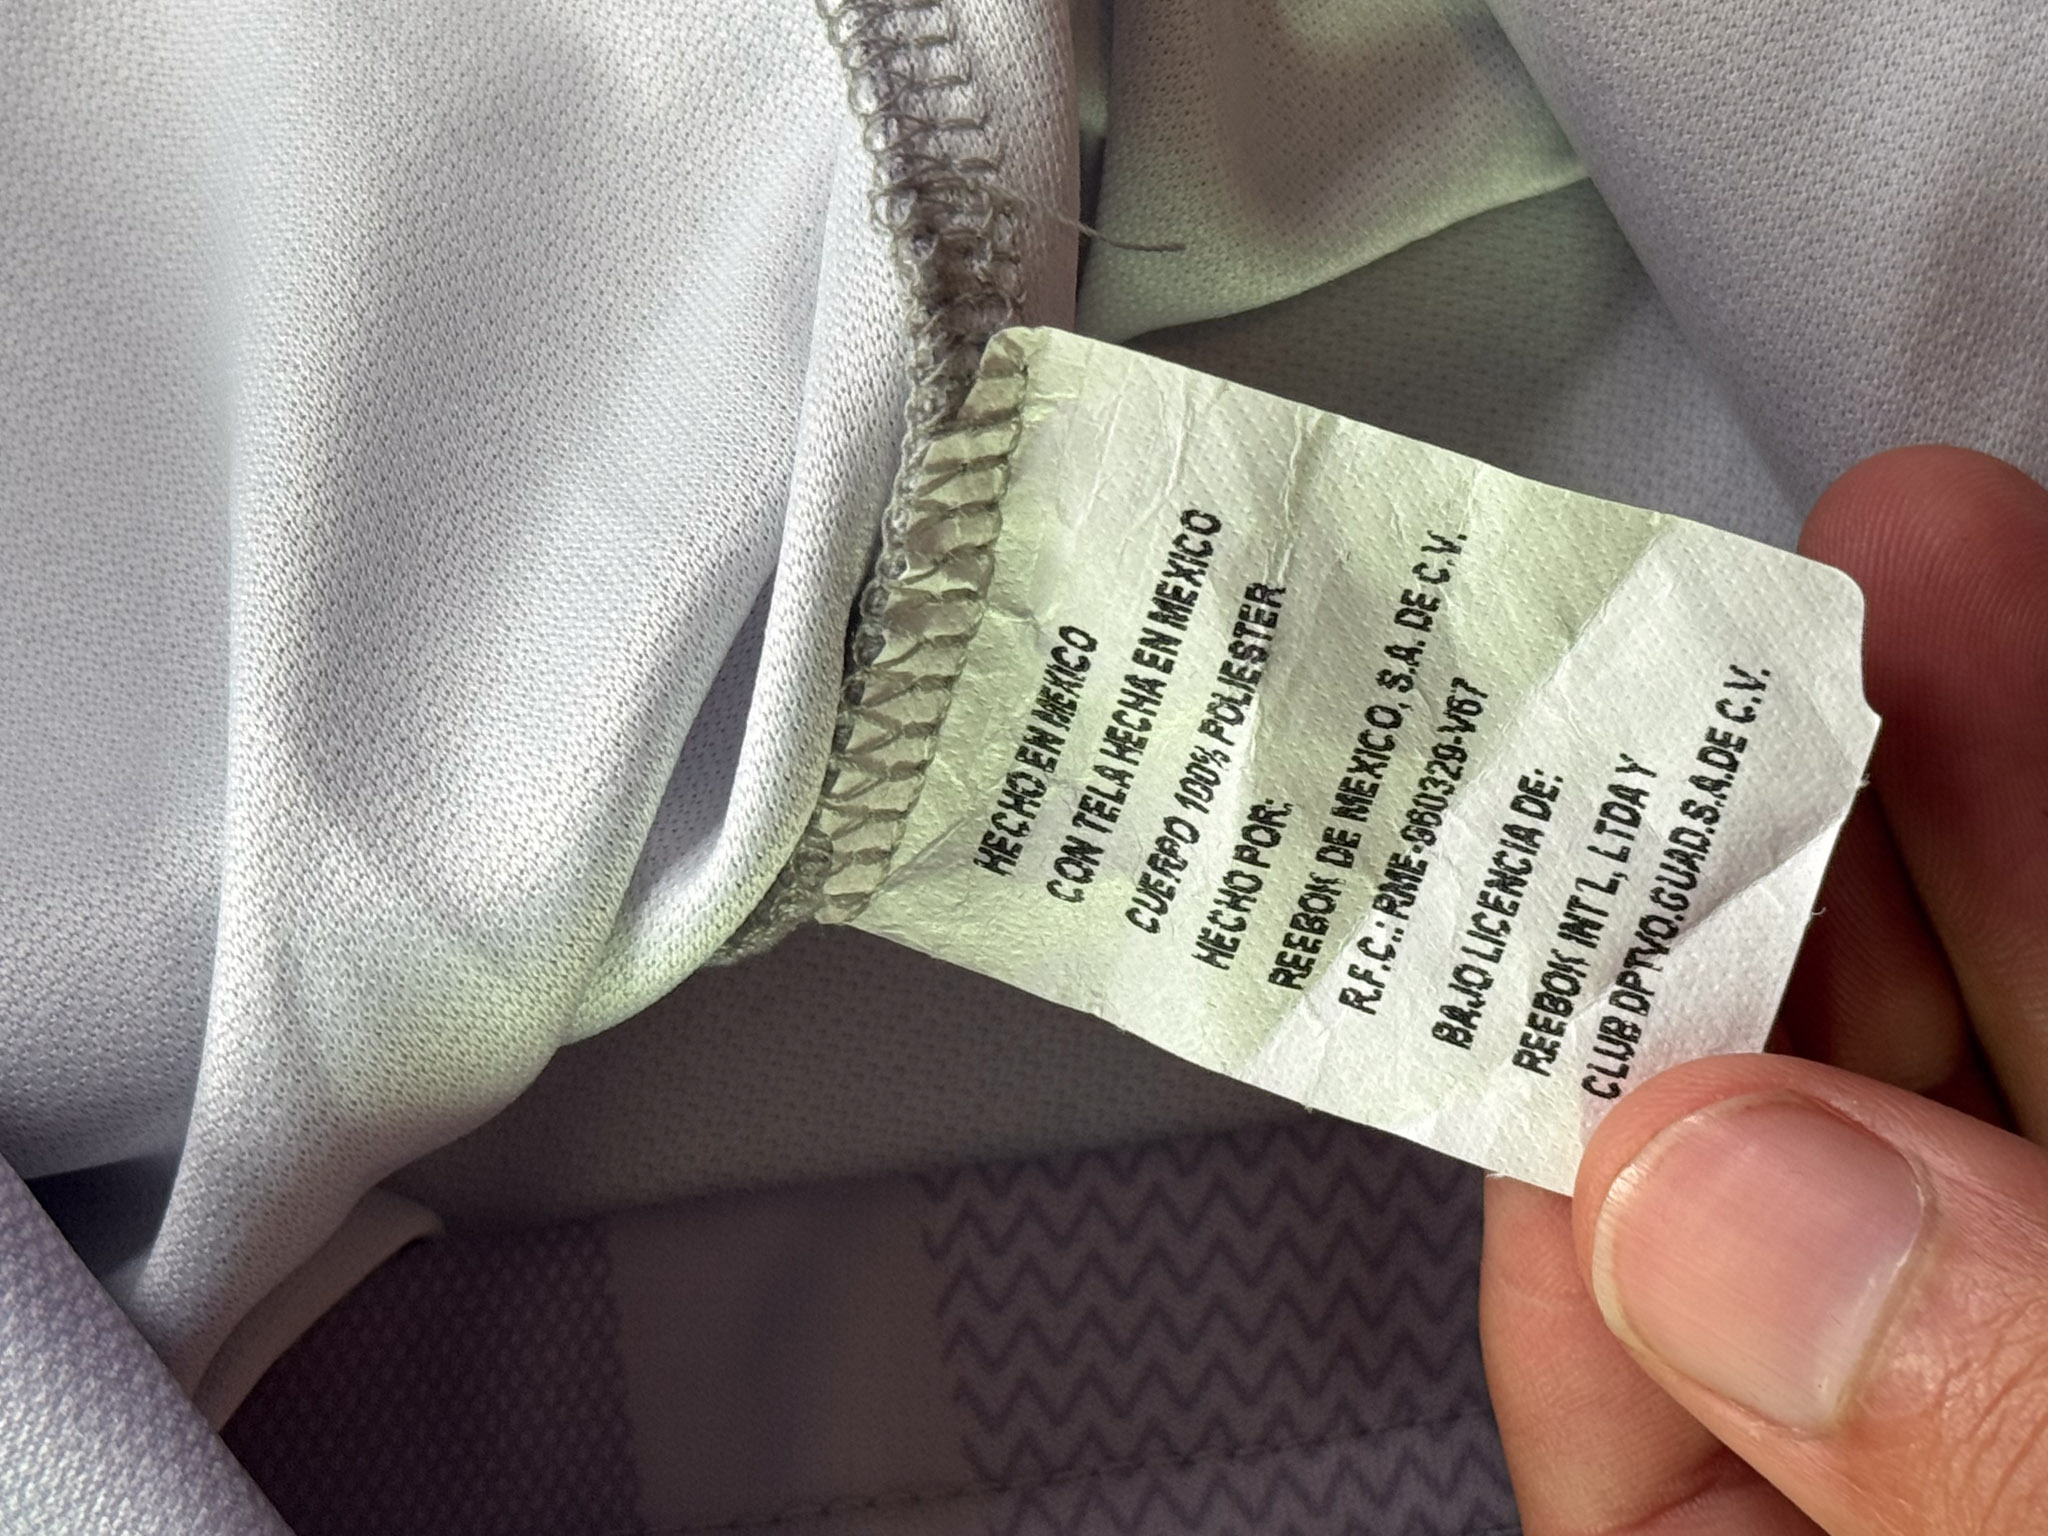 HECHO EN MEXICO
CON TELA HECHA EN MEXICO
CUERPO 100% POLIESTER
HECHO POR:
REEBOK DE MEXICO, S.A. DE C.V.
R.F.C.: RME-960329-V67
BAJO LICENCIA DE:
REEBOK INT'L, LTDA Y
CLUB DPTVO.GUAD.S.A.DE C.V.